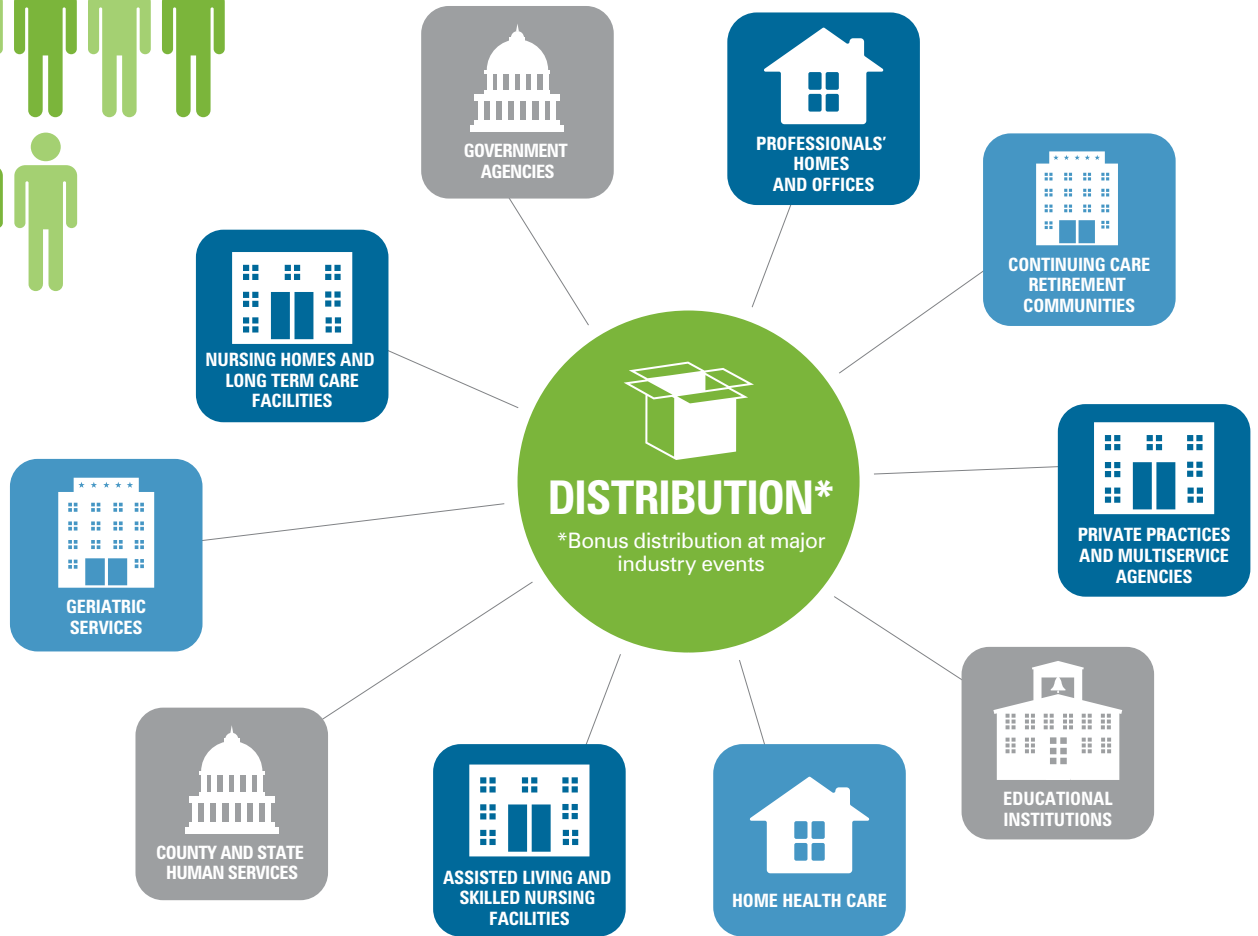 GOVERNMENT
AGENCIES
PROFESSIONALS’
HOMES
AND OFFICES
CONTINUING CARE
RETIREMENT
COMMUNITIES
NURSING HOMES AND
LONG TERM CARE
FACILITIES
DISTRIBUTION*
*Bonus distribution at major
industry events
PRIVATE PRACTICES
AND MULTISERVICE
AGENCIES
GERIATRIC
SERVICES
EDUCATIONAL
INSTITUTIONS
COUNTY AND STATE
HUMAN SERVICES
ASSISTED LIVING AND
SKILLED NURSING
FACILITIES
HOME HEALTH CARE